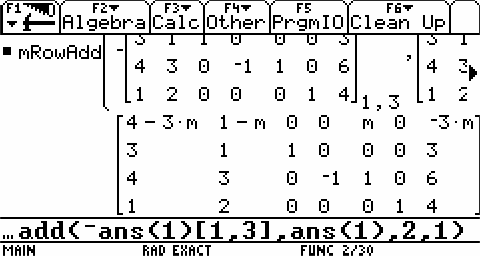 F1 F2 F3 F4 F5 F6
Algebra Calc Other PrgmIO Clean Up
3 1 1 0 0 0 3 3 1
▪ mRowAdd - 4 3 0 -1 1 0 6 , 4 3
1 2 0 0 0 1 4 1 2
1,3
4 - 3·m 1 - m 0 0 m 0 -3·m
3 1 1 0 0 0 3
4 3 0 -1 1 0 6
1 2 0 0 0 1 4
…add(-ans(1)[1,3],ans(1),2,1)
MAIN RAD EXACT FUNC 2/30